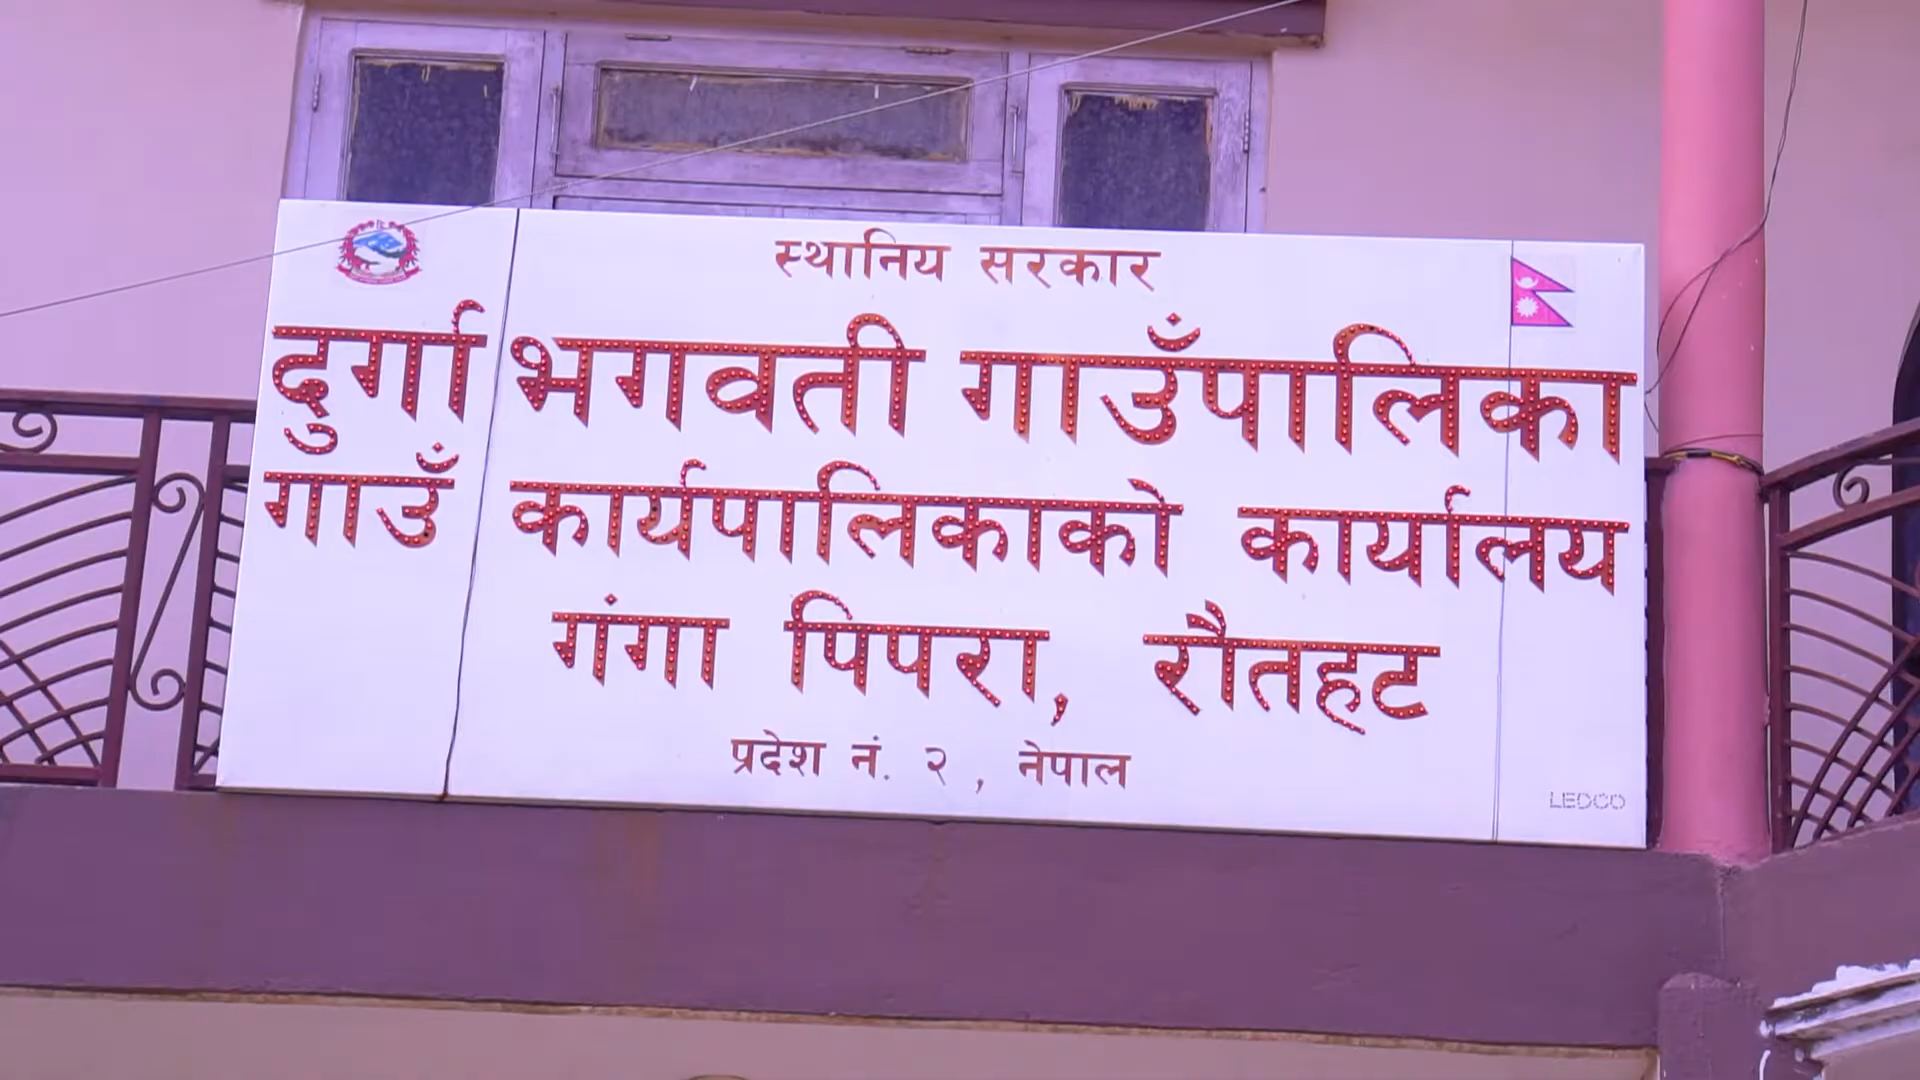 स्थानिय सरकार
दुर्गा भगवती गाउँपालिका
गाउँ कार्यपालिकाको कार्यालय
गंगा पिपरा, रौतहट
प्रदेश नं. २, नेपाल
LEDCO